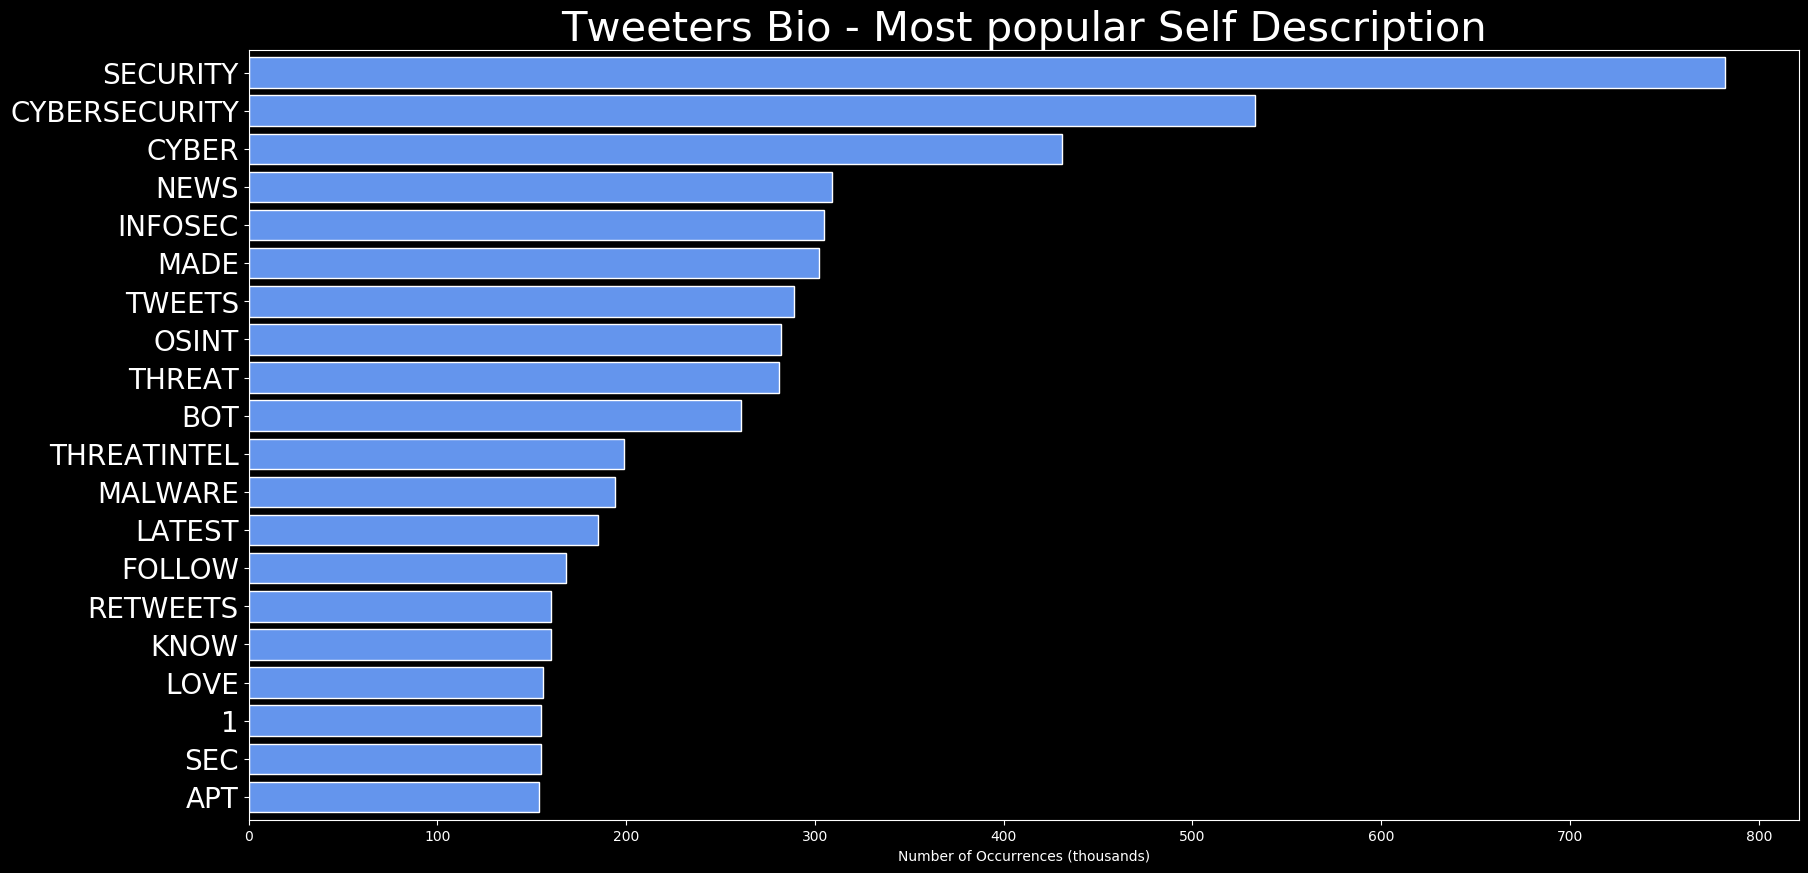 Tweeters Bio - Most popular Self Description
SECURITY
CYBERSECURITY
CYBER
NEWS
INFOSEC
MADE
TWEETS
OSINT
THREAT
BOT
THREATINTEL
MALWARE
LATEST
FOLLOW
RETWEETS
KNOW
LOVE
1
SEC
APT
0 100 200 300 400 500 600 700 800
Number of Occurrences (thousands)